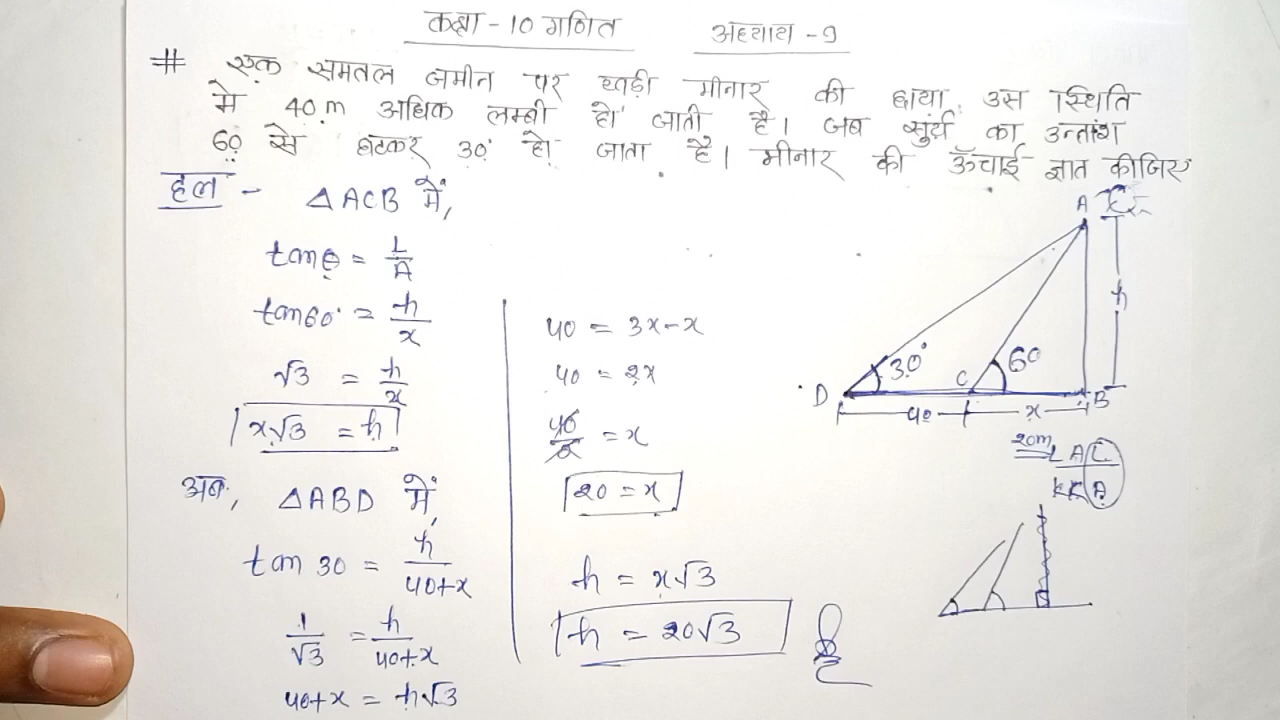 कक्षा - 10 गणित अध्याय - 9
# एक समतल जमीन पर खड़ी मीनार की छाया उस स्थिति
मे 40 m अधिक लम्बी हो जाती है। जब सुर्य का उन्तांश
60° से घटकर 30° हो जाता है। मीनार की ऊँचाई ज्ञात कीजिए
हल - △ACB में,
tanθ = L/A
tan60° = h/x
√3 = h/x
x√3 = h
अब, △ABD में,
tan 30 = h/40+x
1/√3 = h/40+x
40+x = h√3
40 = 3x-x
40 = 2x
40/2 = x
20 = x
h = x√3
h = 20√3
A
h
30°
60
D
C
B
40
x
20m
L A L
K K A